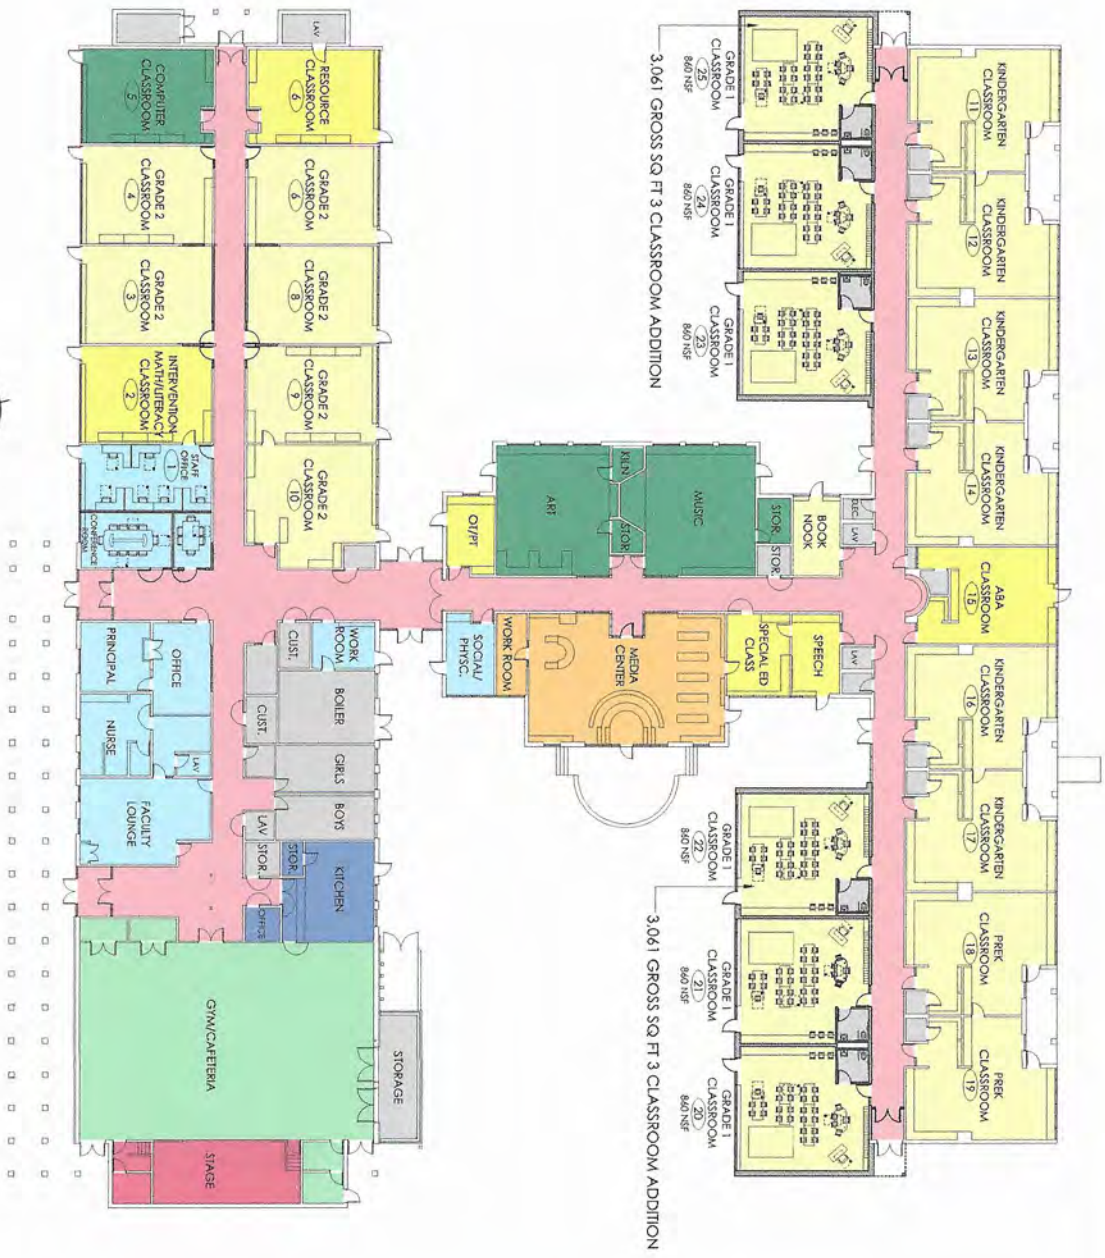 LAV
COMPUTER
CLASSROOM
5
RESOURCE
CLASSROOM
6
GRADE 2
CLASSROOM
4
GRADE 2
CLASSROOM
6
GRADE 2
CLASSROOM
3
GRADE 2
CLASSROOM
8
INTERVENTION
MATH/LITERACY
CLASSROOM
2
GRADE 2
CLASSROOM
9
STAFF
OFFICE
1
GRADE 2
CLASSROOM
10
CONFERENCE
ROOM
GRADE 1
CLASSROOM
25
860 NSF
GRADE 1
CLASSROOM
24
860 NSF
GRADE 1
CLASSROOM
23
860 NSF
3,061 GROSS SQ FT 3 CLASSROOM ADDITION
KINDERGARTEN
CLASSROOM
11
KINDERGARTEN
CLASSROOM
12
KINDERGARTEN
CLASSROOM
13
KINDERGARTEN
CLASSROOM
14
ABA
CLASSROOM
15
KINDERGARTEN
CLASSROOM
16
KINDERGARTEN
CLASSROOM
17
PREK
CLASSROOM
18
PREK
CLASSROOM
19
OT/PT
ART
KILN
STOR.
MUSIC
STOR.
STOR.
BOOK
NOOK
ELEC.
LAV
SOCIAL/
PHYSC.
WORK ROOM
MEDIA
CENTER
SPECIAL ED
CLASS
SPEECH
LAV
PRINCIPAL
OFFICE
NURSE
LAV
FACULTY
LOUNGE
CUST.
WORK
ROOM
BOILER
CUST.
GIRLS
BOYS
LAV
STOR.
STOR.
KITCHEN
OFFICE
GYM/CAFETERIA
STORAGE
STAGE
GRADE 1
CLASSROOM
22
860 NSF
GRADE 1
CLASSROOM
21
860 NSF
GRADE 1
CLASSROOM
20
860 NSF
3,061 GROSS SQ FT 3 CLASSROOM ADDITION